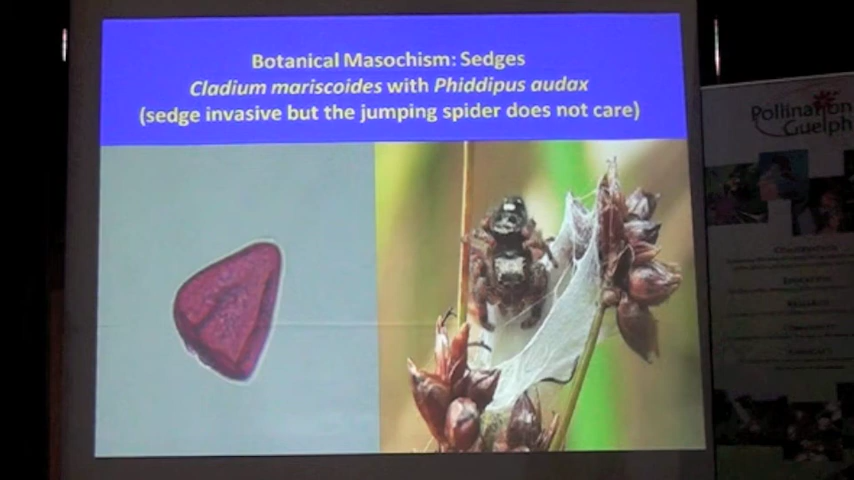 Botanical Masochism: Sedges
Cladium mariscoides with Phiddipus audax
(sedge invasive but the jumping spider does not care)
Pollination
Guelph